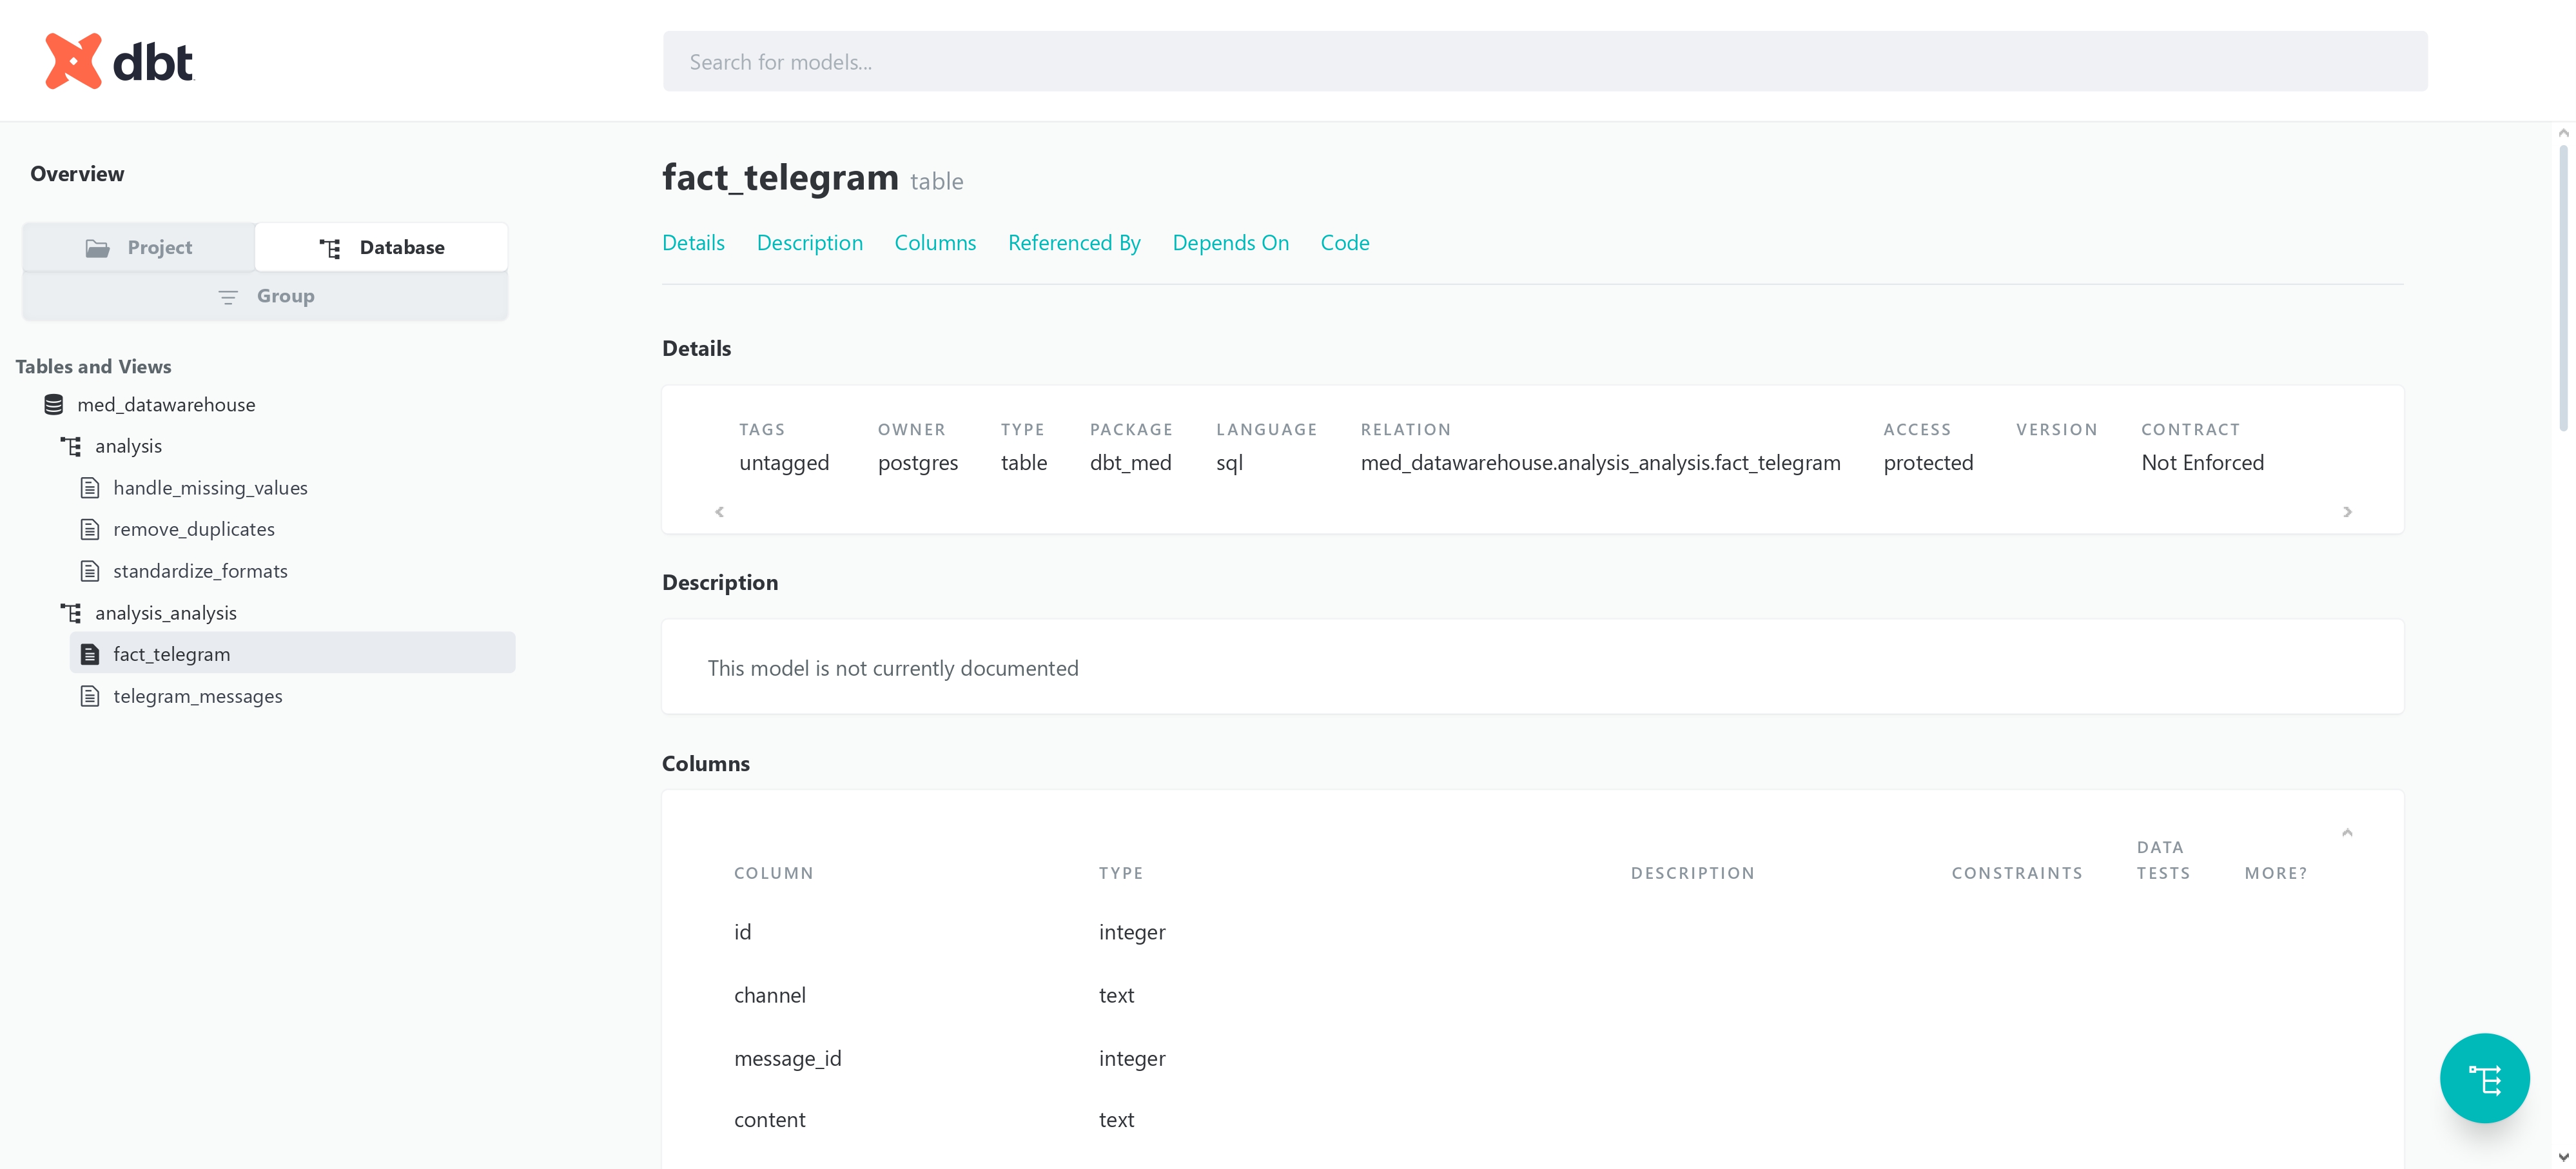 dbt
Search for models...
Overview
Project
Database
Group
Tables and Views
med_datawarehouse
analysis
handle_missing_values
remove_duplicates
standardize_formats
analysis_analysis
fact_telegram
telegram_messages
fact_telegram table
Details Description Columns Referenced By Depends On Code
Details
TAGS OWNER TYPE PACKAGE LANGUAGE RELATION ACCESS VERSION CONTRACT
untagged postgres table dbt_med sql med_datawarehouse.analysis_analysis.fact_telegram protected Not Enforced
Description
This model is not currently documented
Columns
COLUMN TYPE DESCRIPTION CONSTRAINTS DATA TESTS MORE?
id integer
channel text
message_id integer
content text